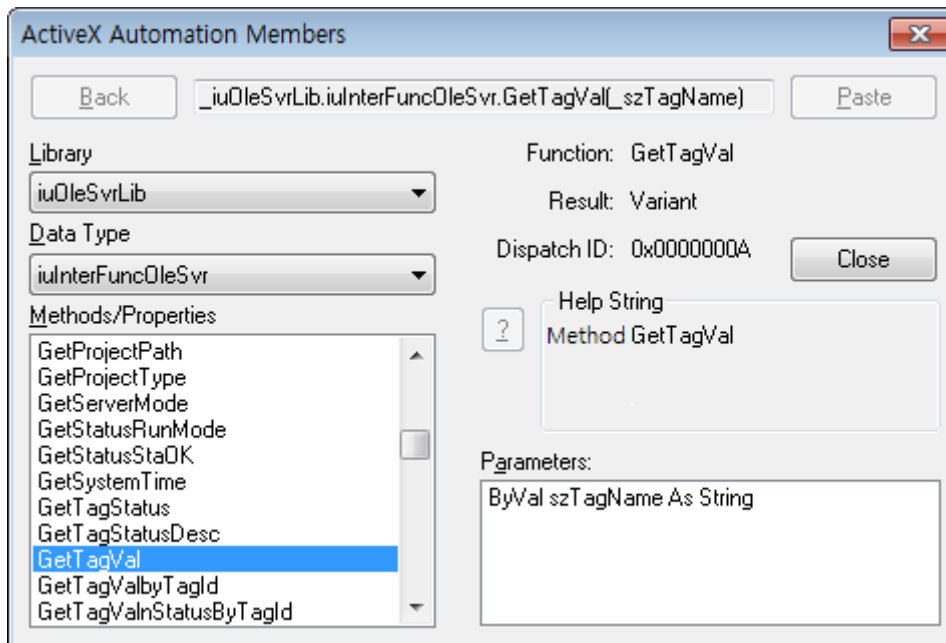 ActiveX Automation Members
Back
_iuOleSvrLib.iuInterFuncOleSvr.GetTagVal(_szTagName)
Paste
Library
iuOleSvrLib
Data Type
iuInterFuncOleSvr
Methods/Properties
GetProjectPath
GetProjectType
GetServerMode
GetStatusRunMode
GetStatusStaOK
GetSystemTime
GetTagStatus
GetTagStatusDesc
GetTagVal
GetTagValbyTagId
GetTagValnStatusByTagId
Function: GetTagVal
Result: Variant
Dispatch ID: 0x0000000A
Close
Help String
?
Method GetTagVal
Parameters:
ByVal szTagName As String